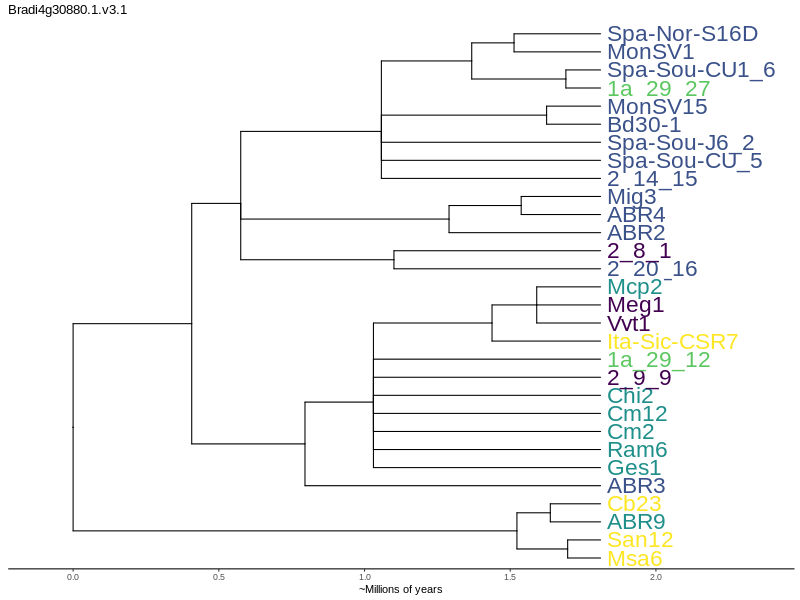 Bradi4g30880.1.v3.1
Spa-Nor-S16D
MonSV1
Spa-Sou-CU1_6
1a_29_27
MonSV15
Bd30-1
Spa-Sou-J6_2
Spa-Sou-CU_5
2_14_15
Mig3
ABR4
ABR2
2_8_1
2_20_16
Mcp2
Meg1
Vvt1
Ita-Sic-CSR7
1a_29_12
2_9_9
Chi2
Cm12
Cm2
Ram6
Ges1
ABR3
Cb23
ABR9
San12
Msa6
0.0 0.5 1.0 1.5 2.0
~Millions of years